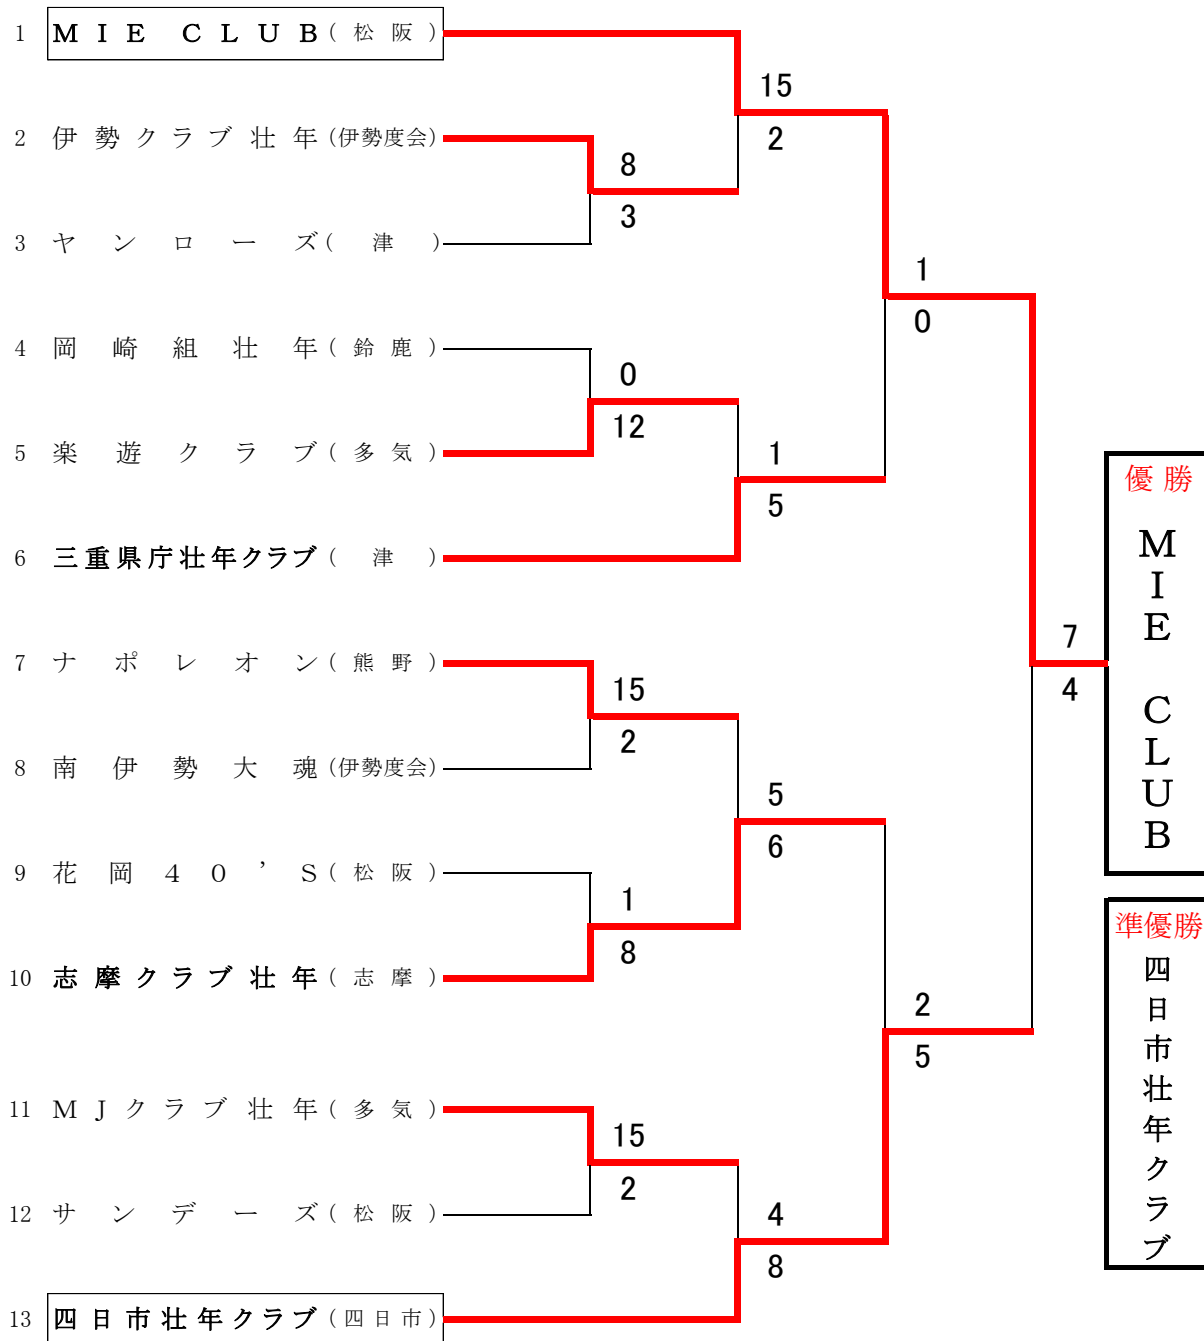 1 MIE CLUB(松阪)
15
2
2 伊勢クラブ壮年(伊勢度会)
8
3
3 ヤンローズ(津)
1
0
4 岡崎組壮年(鈴鹿)
0
12
5 楽遊クラブ(多気)
1
5
6 三重県庁壮年クラブ(津)
7 ナポレオン(熊野)
15
2
8 南伊勢大魂(伊勢度会)
5
6
9 花岡40’S(松阪)
1
8
10 志摩クラブ壮年(志摩)
2
5
11 MJクラブ壮年(多気)
15
2
12 サンデーズ(松阪)
4
8
13 四日市壮年クラブ(四日市)
7
4
優勝
MIE CLUB
準優勝
四日市壮年クラブ